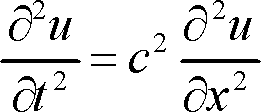 ∂²u/∂t² = c² ∂²u/∂x²